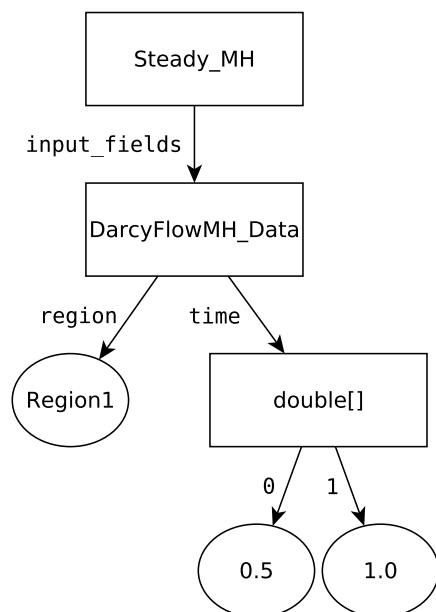 Steady_MH
input_fields
DarcyFlowMH_Data
region
time
Region1
double[]
0
1
0.5
1.0